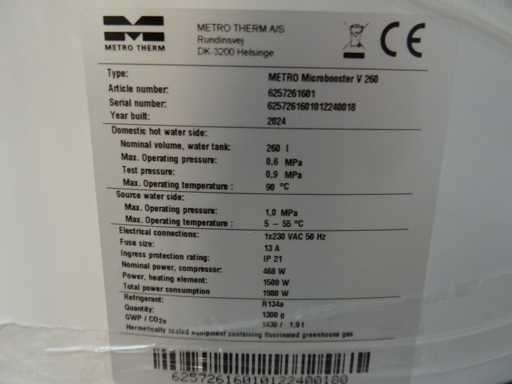 METRO THERM
METRO THERM A/S
Rundinsvej
DK-3200 Helsinge
CE
Type: METRO Microbooster V 260
Article number: 6257261601
Serial number: 6257261601012240018
Year built: 2024
Domestic hot water side:
Nominal volume, water tank: 260 l
Max. Operating pressure: 0,6 MPa
Test pressure: 0,9 MPa
Max. Operating temperature : 90 °C
Source water side:
Max. Operating pressure: 1,0 MPa
Max. Operating temperature : 5 – 55 °C
Electrical connections: 1x230 VAC 50 Hz
Fuse size: 13 A
Ingress protection rating: IP 21
Nominal power, compressor: 460 W
Power, heating element: 1500 W
Total power consumption 1900 W
Refrigerant: R134a
Quantity: 1300 g
GWP / CO2e 1430 / 1,9 t
Hermetically sealed equipment containing fluorinated greenhouse gas
62572616010122400180